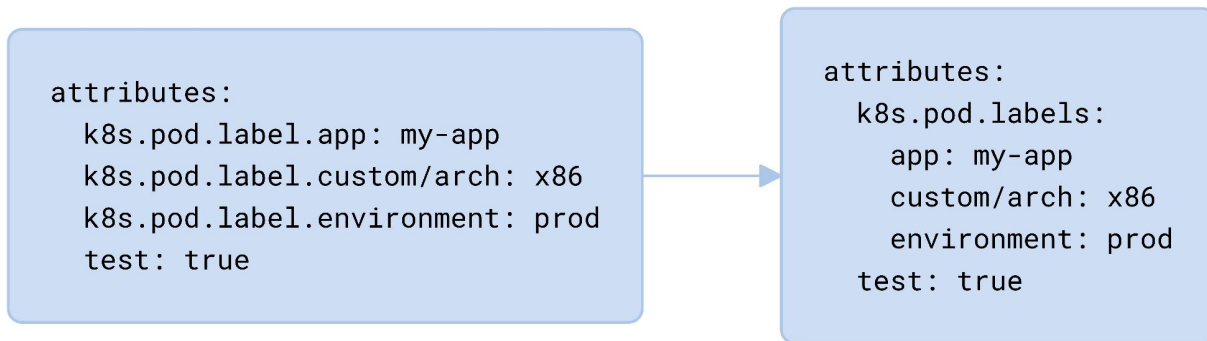 attributes:
  k8s.pod.label.app: my-app
  k8s.pod.label.custom/arch: x86
  k8s.pod.label.environment: prod
  test: true
attributes:
  k8s.pod.labels:
    app: my-app
    custom/arch: x86
    environment: prod
  test: true